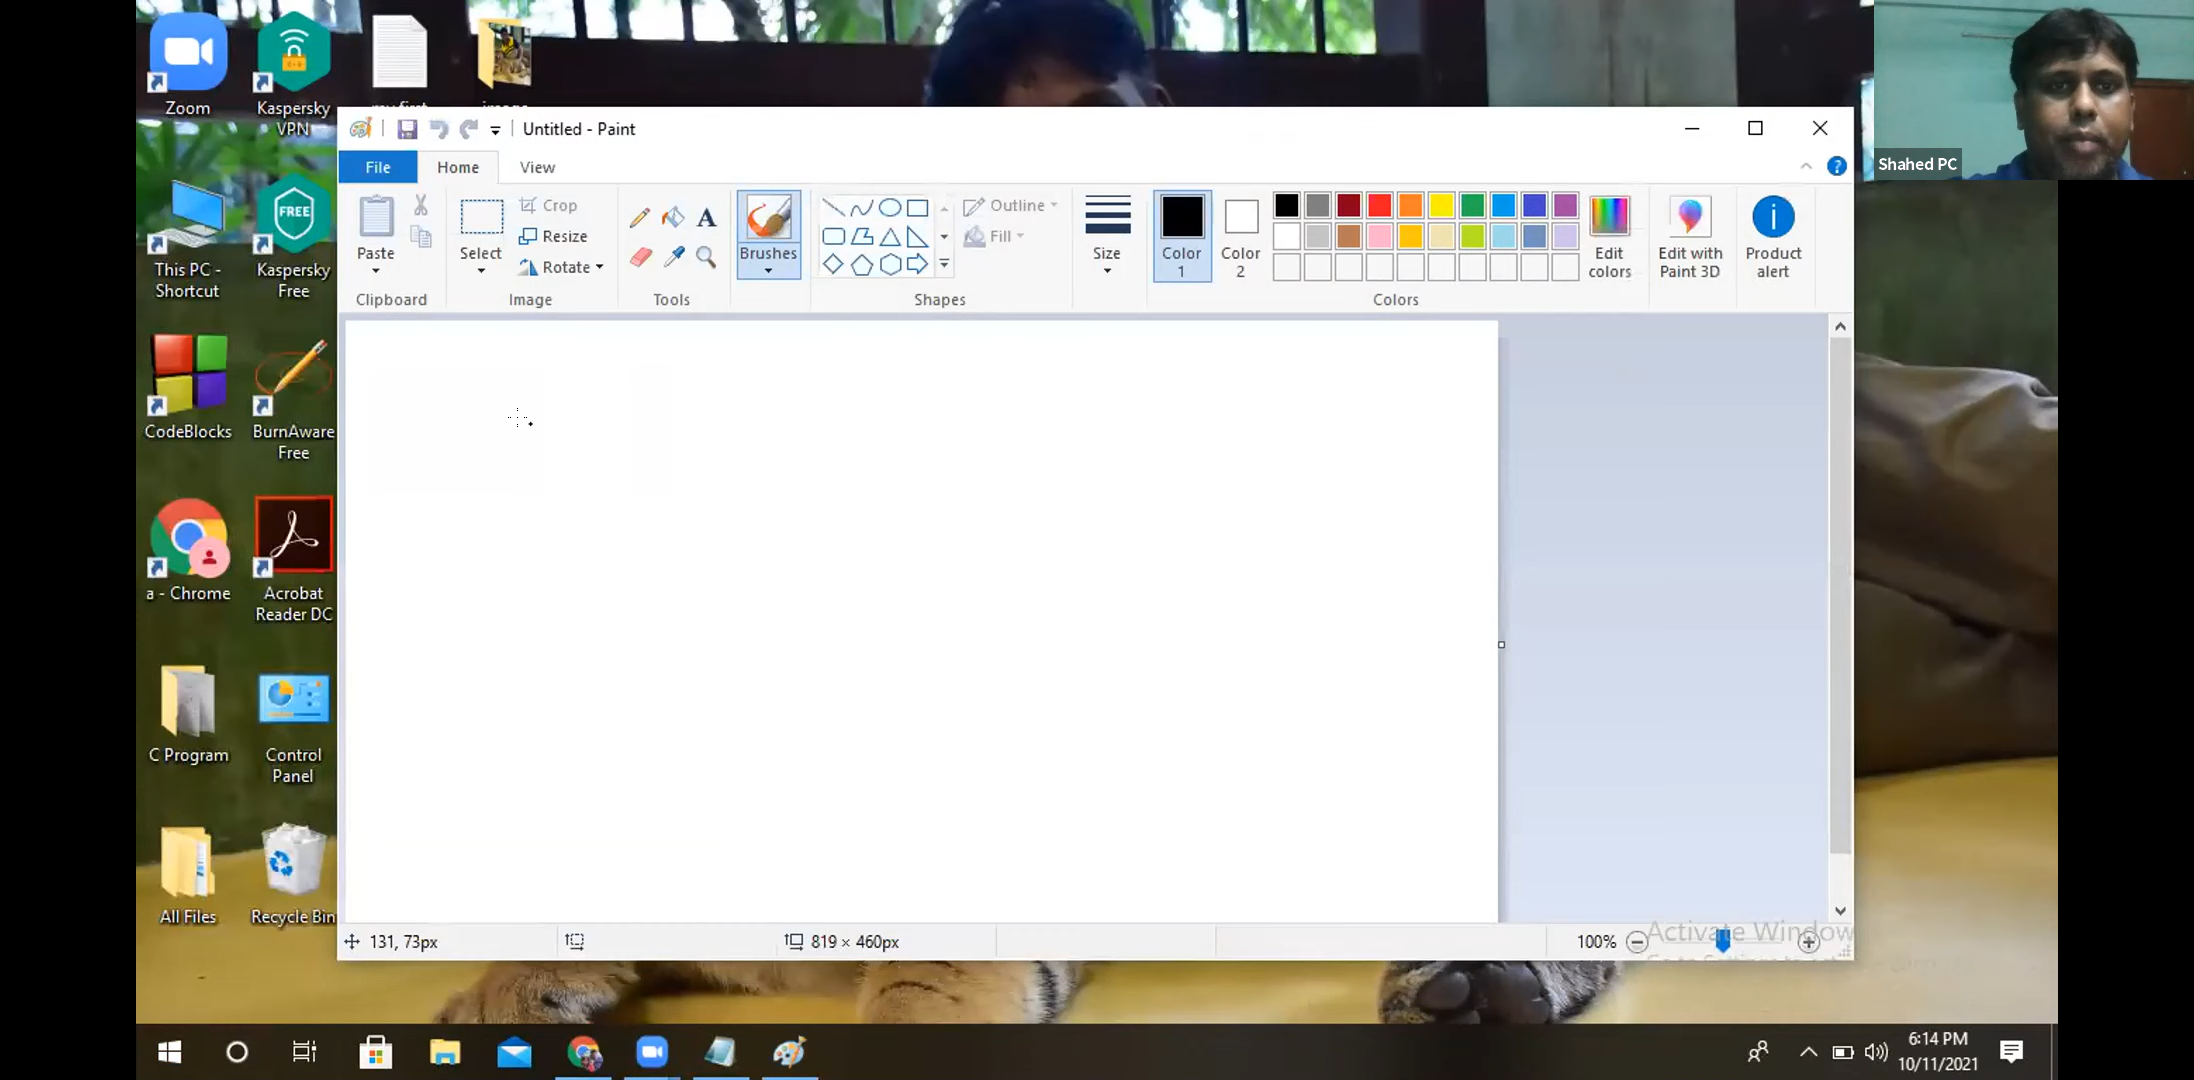 Zoom
Kaspersky
VPN
Shahed PC
Untitled - Paint
File
Home
View
Paste
Select
Crop
Resize
Rotate
Brushes
Outline
Fill
Size
Color
1
Color
2
Edit
colors
Edit with
Paint 3D
Product
alert
Clipboard
Image
Tools
Shapes
Colors
This PC -
Shortcut
FREE
Kaspersky
Free
CodeBlocks
BurnAware
Free
a - Chrome
Acrobat
Reader DC
C Program
Control
Panel
All Files
Recycle Bin
131, 73px
819 × 460px
100%
Activate Window
6:14 PM
10/11/2021